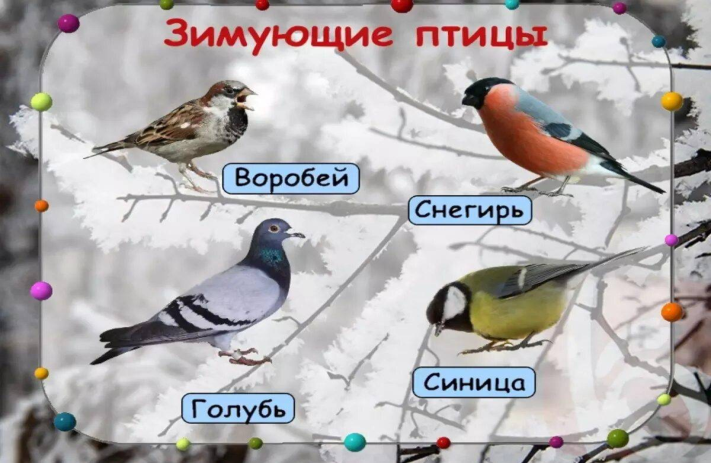 Зимующие птицы
Воробей
Снегирь
Голубь
Синица